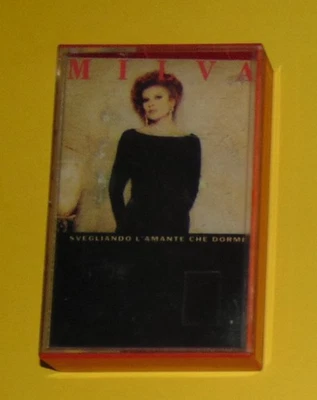 MILVA
SVEGLIANDO L'AMANTE CHE DORME